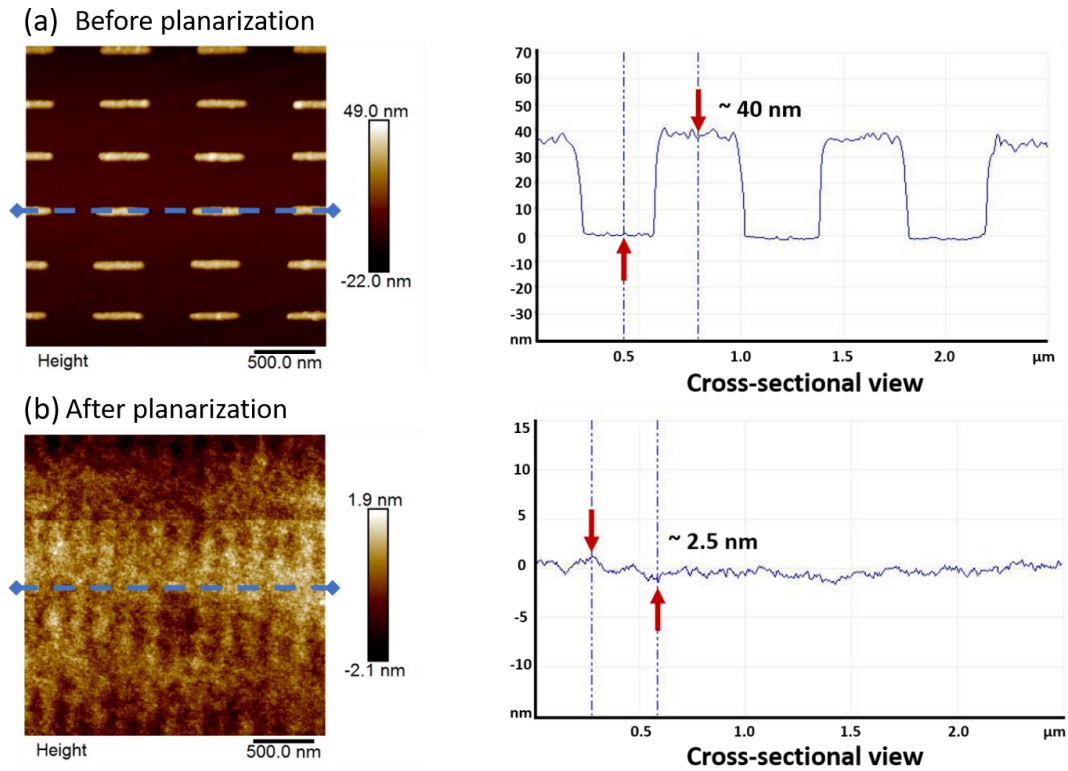 (a) Before planarization
49.0 nm
-22.0 nm
Height
500.0 nm
70
60
50
40
30
20
10
0
-10
-20
-30
nm
~ 40 nm
0.5
1.0
1.5
2.0
µm
Cross-sectional view
(b) After planarization
1.9 nm
-2.1 nm
Height
500.0 nm
15
10
5
0
-5
-10
nm
~ 2.5 nm
0.5
1.0
1.5
2.0
µm
Cross-sectional view